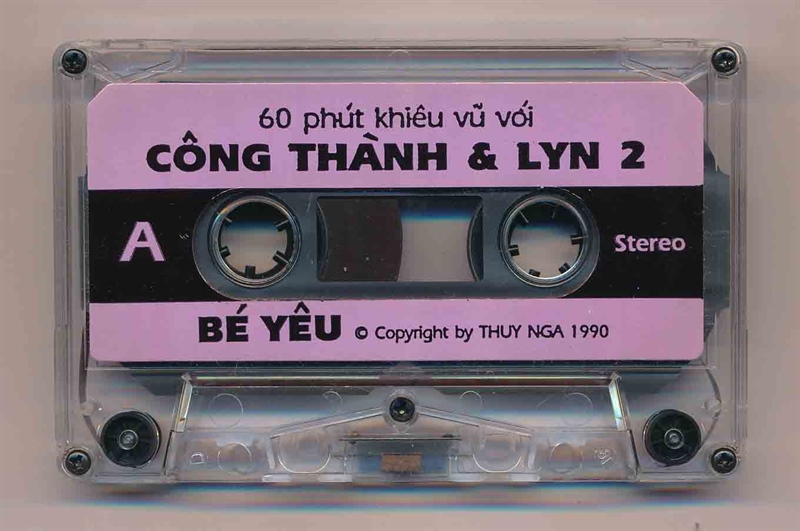 60 phút khiêu vũ với
CÔNG THÀNH & LYN 2
A
Stereo
BÉ YÊU © Copyright by THUY NGA 1990